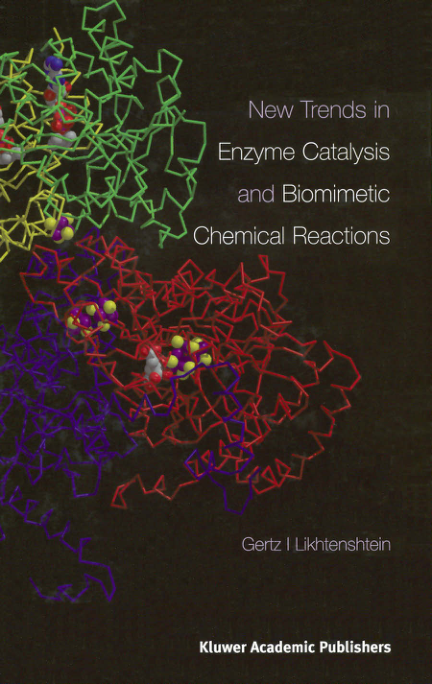 New Trends in
Enzyme Catalysis
and Biomimetic
Chemical Reactions
Gertz I Likhtenshtein
Kluwer Academic Publishers